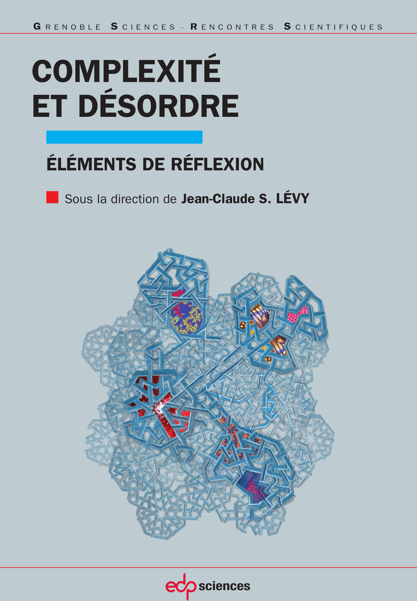 GRENOBLE SCIENCES - RENCONTRES SCIENTIFIQUES
COMPLEXITÉ
ET DÉSORDRE
ÉLÉMENTS DE RÉFLEXION
Sous la direction de Jean-Claude S. LÉVY
edp sciences